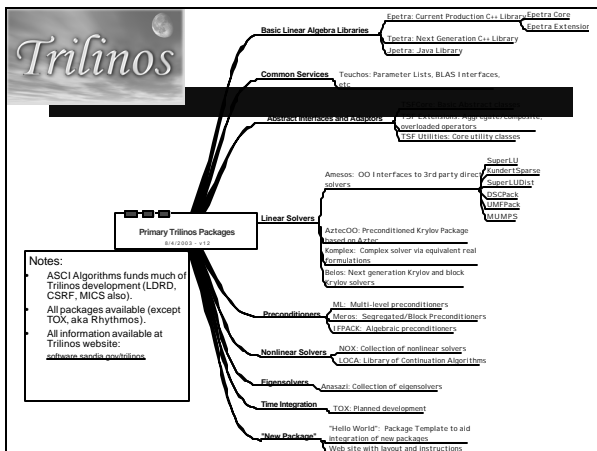 Trilinos
Basic Linear Algebra Libraries
Epetra: Current Production C++ Library
Epetra Core
Epetra Extension
Tpetra: Next Generation C++ Library
Jpetra: Java Library
Common Services
Teuchos: Parameter Lists, BLAS Interfaces,
etc
Abstract Interfaces and Adaptors
TSF Extensions: Aggregate/composite,
overloaded operators
TSF Utilities: Core utility classes
Primary Trilinos Packages
8/4/2003 – v12
Linear Solvers
Amesos: OO Interfaces to 3rd party direct
solvers
SuperLU
KundertSparse
SuperLUDist
DSCPack
UMFPack
MUMPS
AztecOO: Preconditioned Krylov Package
based on Aztec
Komplex: Complex solver via equivalent real
formulations
Belos: Next generation Krylov and block
Krylov solvers
Preconditioners
ML: Multi-level preconditioners
Meros: Segregated/Block Preconditioners
IFPACK: Algebraic preconditioners
Nonlinear Solvers
NOX: Collection of nonlinear solvers
LOCA: Library of Continuation Algorithms
Eigensolvers
Anasazi: Collection of eigensolvers
Time Integration
TOX: Planned development
"New Package"
"Hello World": Package Template to aid
integration of new packages
Web site with layout and instructions
Notes:
• ASCI Algorithms funds much of
Trilinos development (LDRD,
CSRF, MICS also).
• All packages available (except
TOX, aka Rhythmos).
• All information available at
Trilinos website:
software.sandia.gov/trilinos